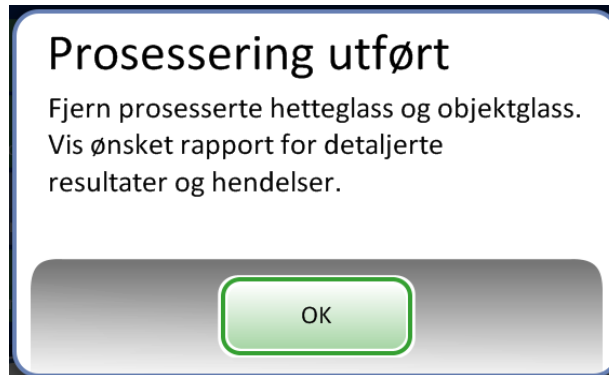 Prosessering utført
Fjern prosesserte hetteglass og objektglass.
Vis ønsket rapport for detaljerte
resultater og hendelser.
OK